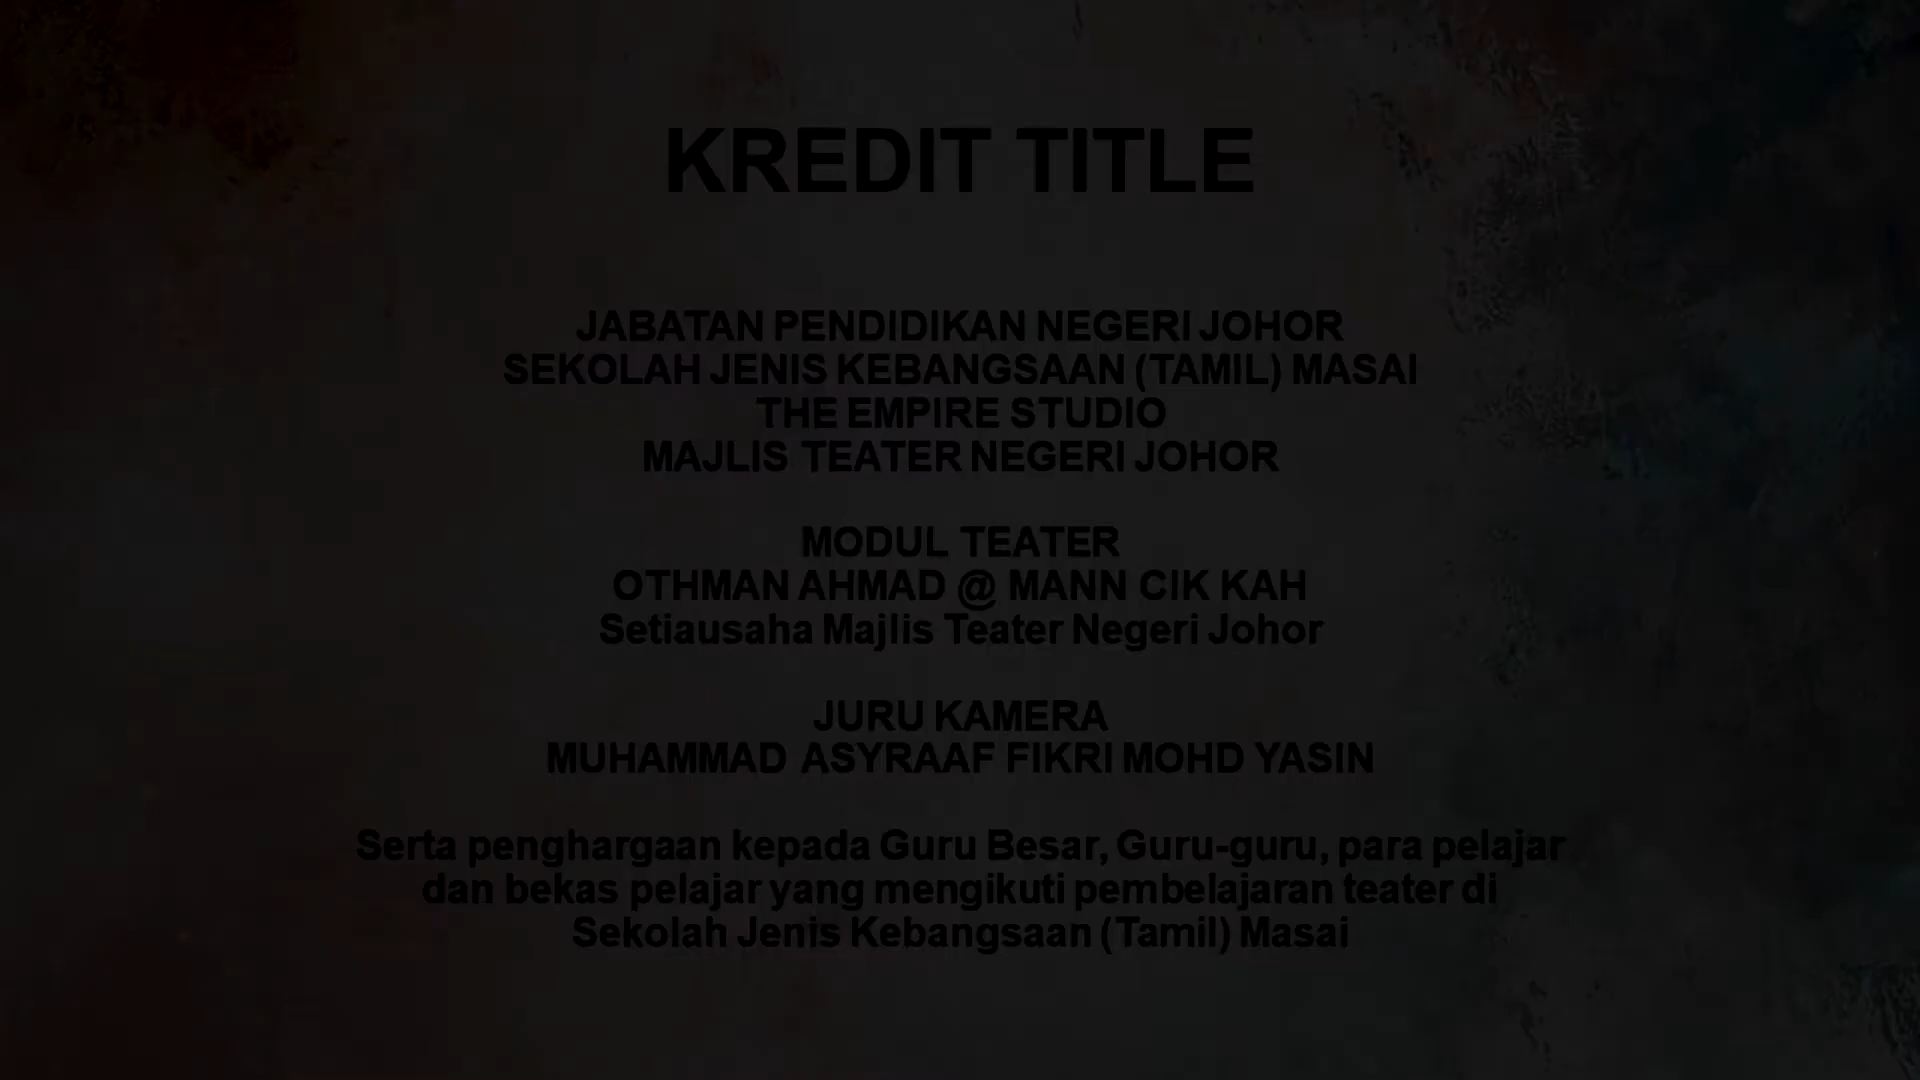 KREDIT TITLE
JABATAN PENDIDIKAN NEGERI JOHOR
SEKOLAH JENIS KEBANGSAAN (TAMIL) MASAI
THE EMPIRE STUDIO
MAJLIS TEATER NEGERI JOHOR
MODUL TEATER
OTHMAN AHMAD @ MANN CIK KAH
Setiausaha Majlis Teater Negeri Johor
JURU KAMERA
MUHAMMAD ASYRAAF FIKRI MOHD YASIN
Serta penghargaan kepada Guru Besar, Guru-guru, para pelajar
dan bekas pelajar yang mengikuti pembelajaran teater di
Sekolah Jenis Kebangsaan (Tamil) Masai